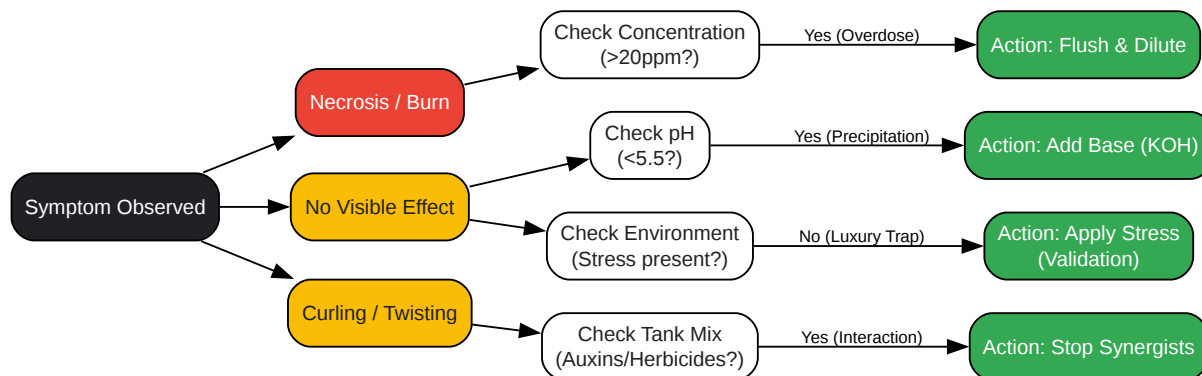 Symptom Observed
Necrosis / Burn
No Visible Effect
Curling / Twisting
Check Concentration
(>20ppm?)
Check pH
(<5.5?)
Check Environment
(Stress present?)
Check Tank Mix
(Auxins/Herbicides?)
Yes (Overdose)
Yes (Precipitation)
No (Luxury Trap)
Yes (Interaction)
Action: Flush & Dilute
Action: Add Base (KOH)
Action: Apply Stress
(Validation)
Action: Stop Synergists